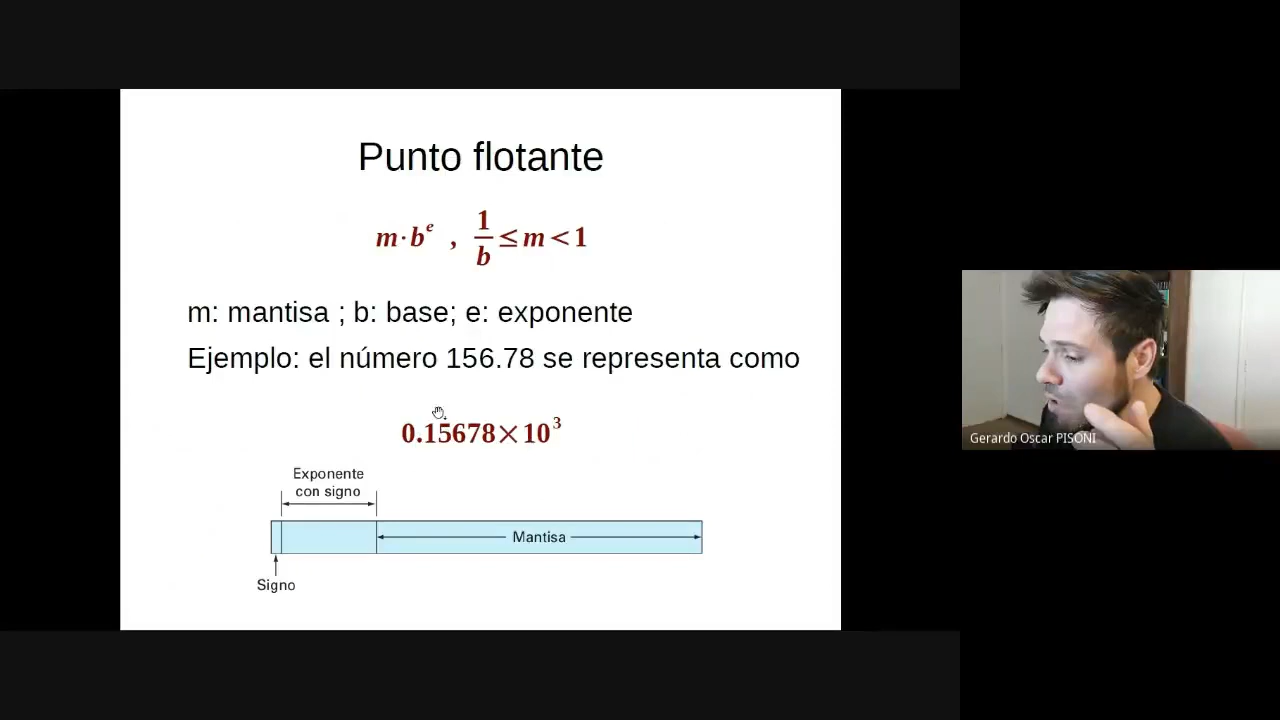 Punto flotante
m·b^e , 1/b ≤ m < 1
m: mantisa ; b: base; e: exponente
Ejemplo: el número 156.78 se representa como
0.15678×10^3
Exponente
con signo
Mantisa
Signo
Gerardo Oscar PISONI